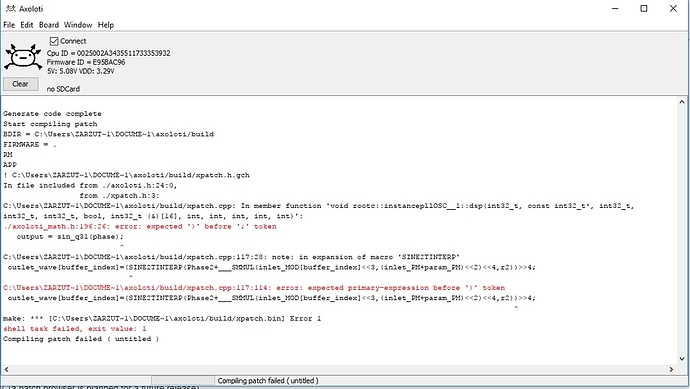 Axoloti
File Edit Board Window Help
Connect
Cpu ID = 0025002A3435511733353932
Firmware ID = E95BAC96
5V: 5.08V VDD: 3.29V
Clear
no SDCard
Generate code complete
Start compiling patch
BDIR = C:\Users\ZARZUT~1\DOCUME~1\axoloti/build
FIRMWARE = .
RM
APP
! C:\Users\ZARZUT~1\DOCUME~1\axoloti/build/xpatch.h.gch
In file included from ./axoloti.h:24:0,
from ./xpatch.h:3:
C:\Users\ZARZUT~1\DOCUME~1\axoloti/build/xpatch.cpp: In member function 'void rootc::instancepllOSC__1::dsp(int32_t, const int32_t*, int32_t,
int32_t, int32_t, bool, int32_t (&)[16], int, int, int, int, int)':
./axoloti_math.h:196:26: error: expected ')' before ';' token
output = sin_q31(phase);
^
C:\Users\ZARZUT~1\DOCUME~1\axoloti/build/xpatch.cpp:117:28: note: in expansion of macro 'SINE2TINTERP'
outlet_wave[buffer_index]=(SINE2TINTERP(Phase2+___SMMUL(inlet_MOD[buffer_index]<<3,(inlet_PM+param_PM)<<2)<<4,r2))>>4;
^
C:\Users\ZARZUT~1\DOCUME~1\axoloti/build/xpatch.cpp:117:114: error: expected primary-expression before ')' token
outlet_wave[buffer_index]=(SINE2TINTERP(Phase2+___SMMUL(inlet_MOD[buffer_index]<<3,(inlet_PM+param_PM)<<2)<<4,r2))>>4;
^
make: *** [C:\Users\ZARZUT~1\DOCUME~1\axoloti/build/xpatch.bin] Error 1
shell task failed, exit value: 1
Compiling patch failed ( untitled )
Compiling patch failed ( untitled )
(a patch browser is planned for a future release)